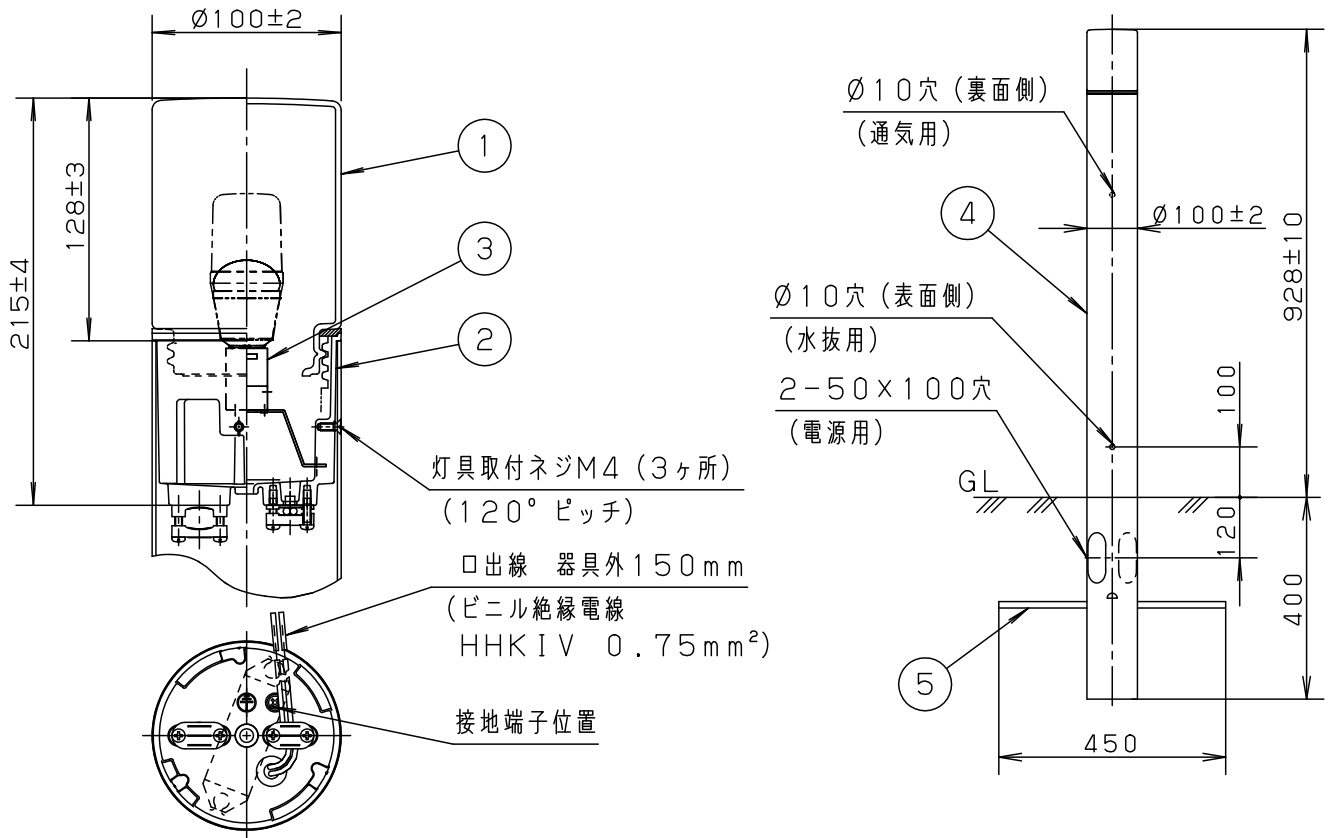 Ø100±2
215±4
128±3
1
3
2
灯具取付ネジM4(3ヶ所)
(120°ピッチ)
口出線 器具外150mm
(ビニル絶縁電線
HHKIV 0.75mm²)
接地端子位置
Ø10穴(裏面側)
(通気用)
4
Ø100±2
928±10
Ø10穴(表面側)
(水抜用)
2-50×100穴
(電源用)
100
GL
120
400
5
450